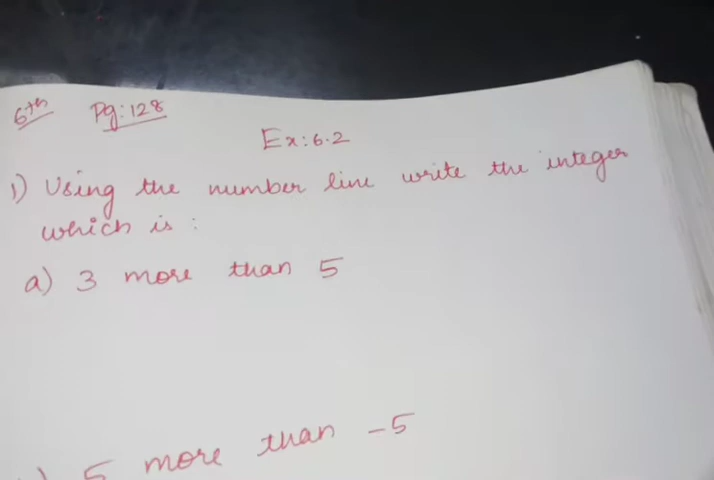 6th Pg:128
Ex:6.2
1) Using the number line write the integer
which is :
a) 3 more than 5
) 5 more than -5